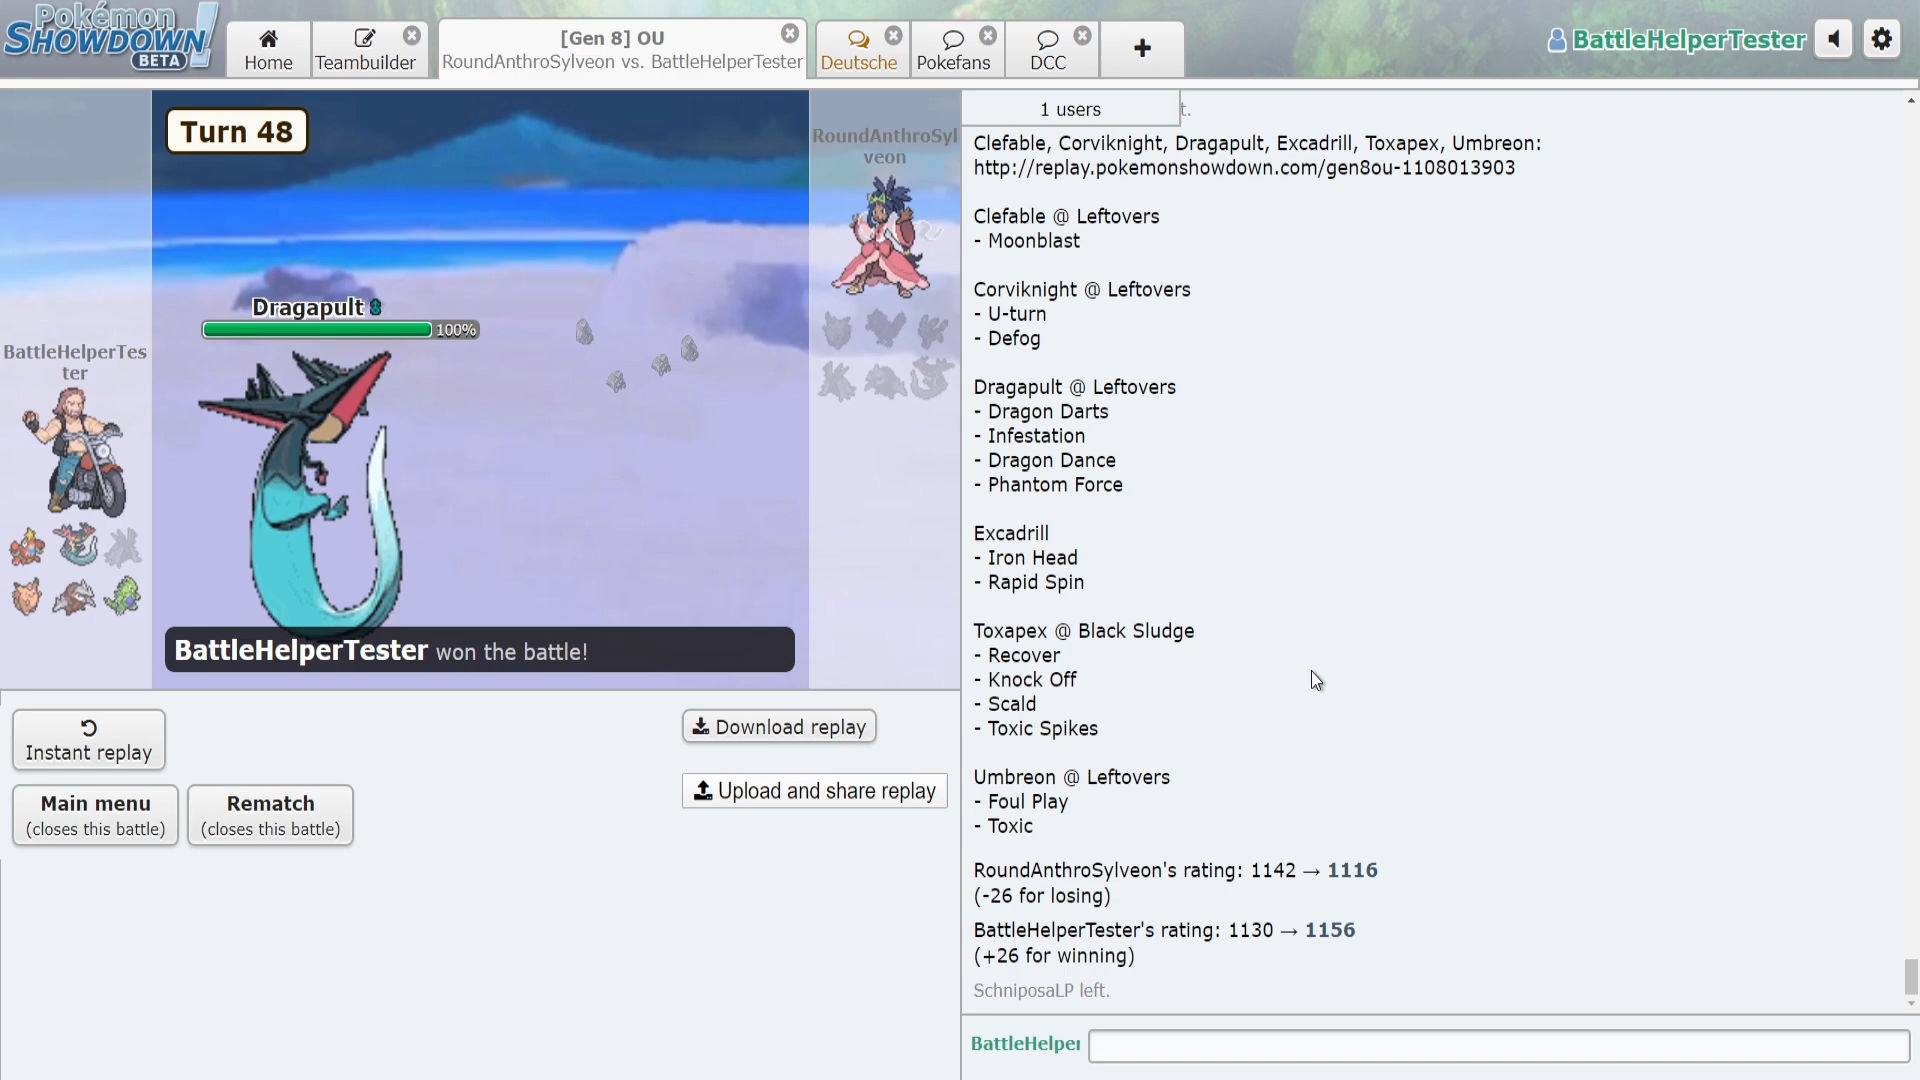 Pokémon
SHOWDOWN!
BETA
Home
Teambuilder
[Gen 8] OU
RoundAnthroSylveon vs. BattleHelperTester
Deutsche
Pokefans
DCC
BattleHelperTester
Turn 48
RoundAnthroSyl
veon
Dragapult
100%
BattleHelperTes
ter
BattleHelperTester won the battle!
Instant replay
Download replay
Upload and share replay
Main menu
(closes this battle)
Rematch
(closes this battle)
1 users
t.
Clefable, Corviknight, Dragapult, Excadrill, Toxapex, Umbreon:
http://replay.pokemonshowdown.com/gen8ou-1108013903
Clefable @ Leftovers
- Moonblast
Corviknight @ Leftovers
- U-turn
- Defog
Dragapult @ Leftovers
- Dragon Darts
- Infestation
- Dragon Dance
- Phantom Force
Excadrill
- Iron Head
- Rapid Spin
Toxapex @ Black Sludge
- Recover
- Knock Off
- Scald
- Toxic Spikes
Umbreon @ Leftovers
- Foul Play
- Toxic
RoundAnthroSylveon's rating: 1142 → 1116
(-26 for losing)
BattleHelperTester's rating: 1130 → 1156
(+26 for winning)
SchniposaLP left.
BattleHelper